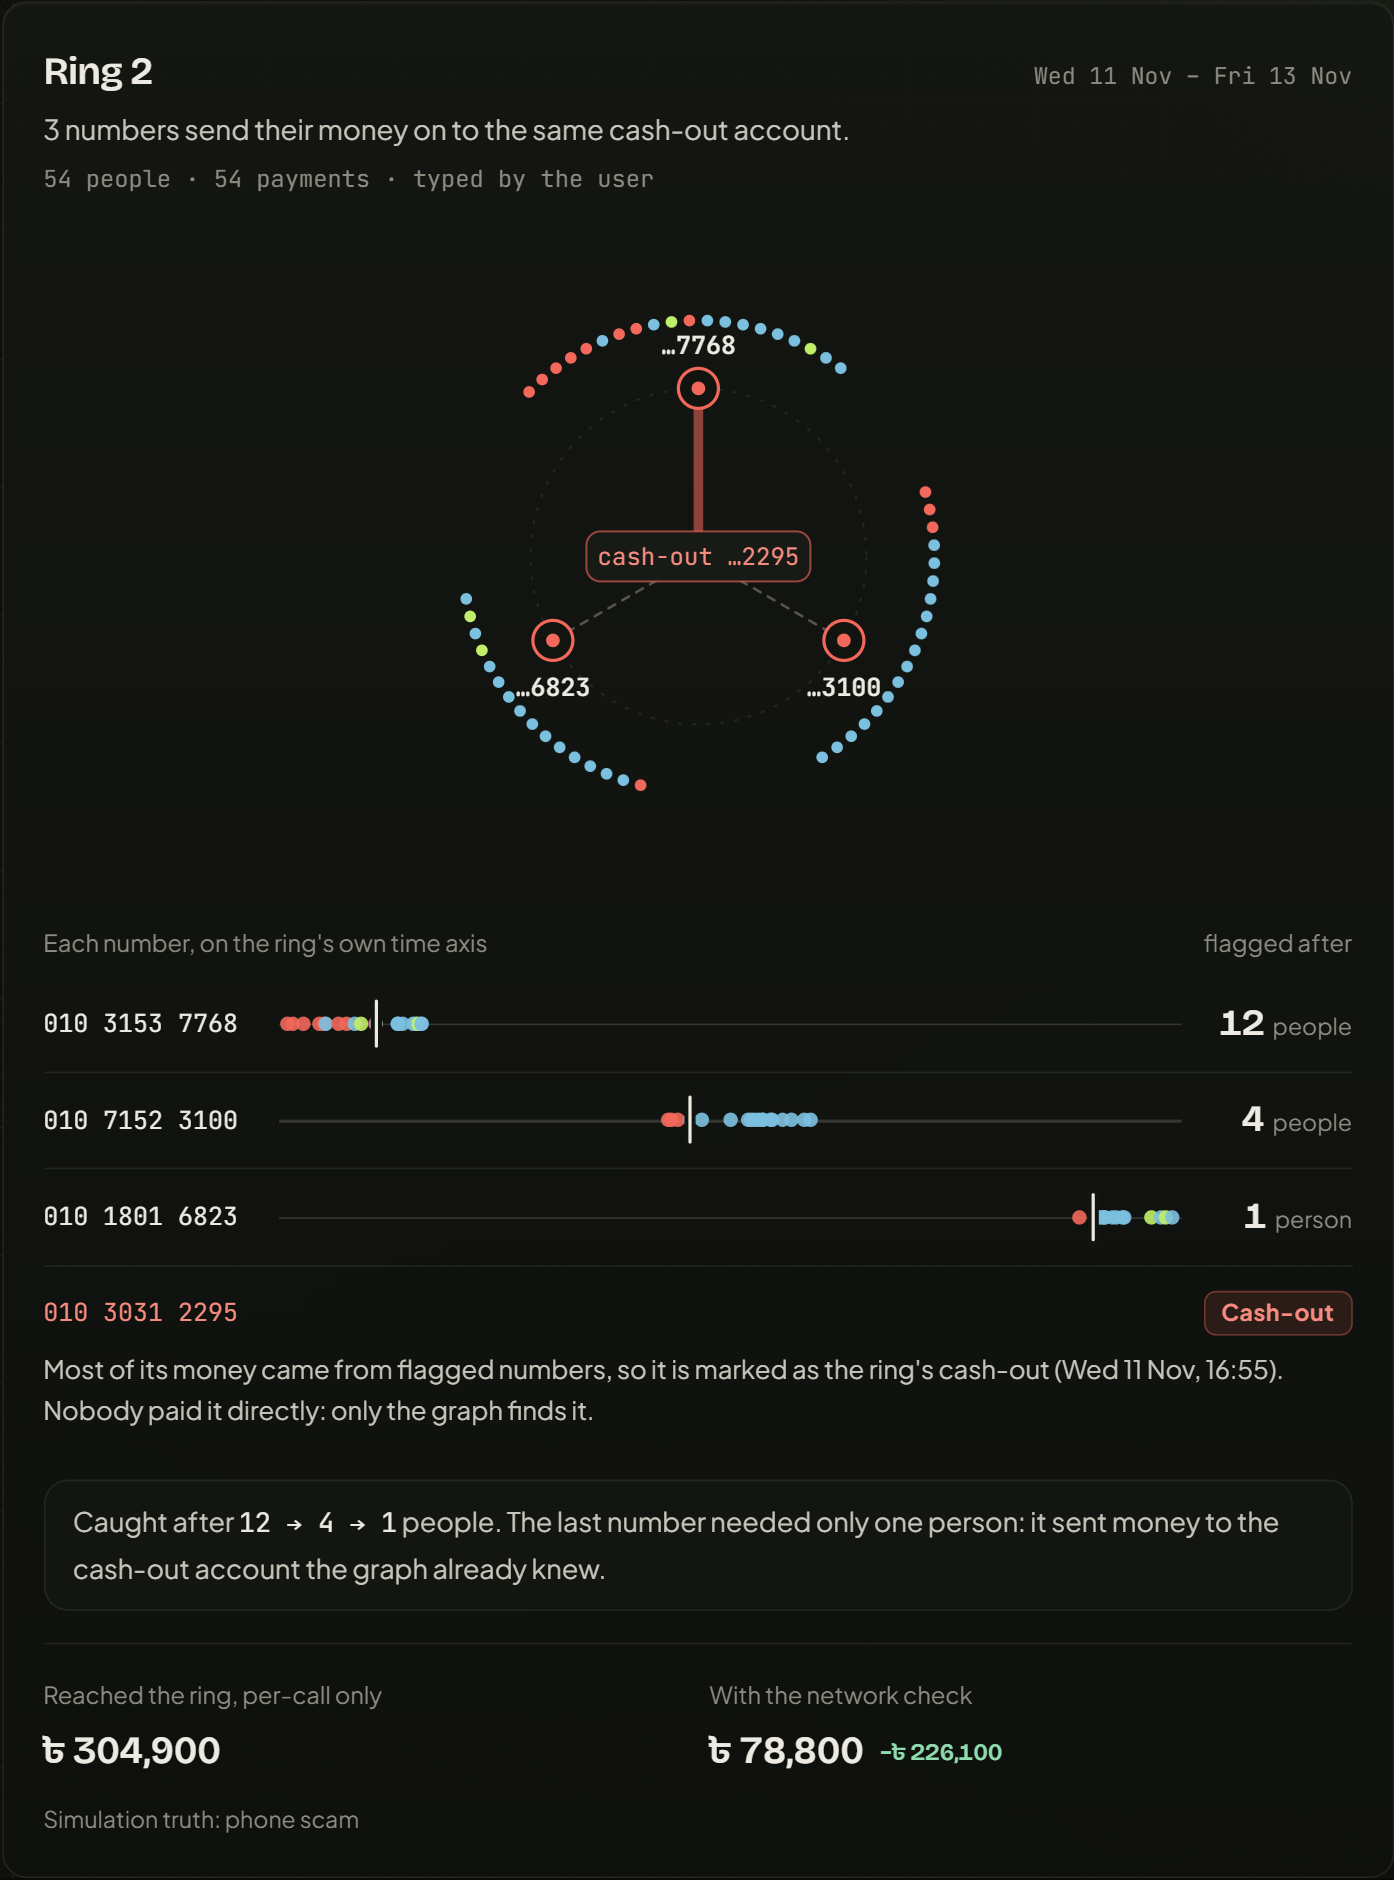 Ring 2
Wed 11 Nov – Fri 13 Nov
3 numbers send their money on to the same cash-out account.
54 people · 54 payments · typed by the user
…7768
cash-out …2295
…6823
…3100
Each number, on the ring's own time axis
flagged after
010 3153 7768
12 people
010 7152 3100
4 people
010 1801 6823
1 person
010 3031 2295
Cash-out
Most of its money came from flagged numbers, so it is marked as the ring's cash-out (Wed 11 Nov, 16:55).
Nobody paid it directly: only the graph finds it.
Caught after 12 → 4 → 1 people. The last number needed only one person: it sent money to the
cash-out account the graph already knew.
Reached the ring, per-call only
With the network check
৳ 304,900
৳ 78,800 -৳ 226,100
Simulation truth: phone scam